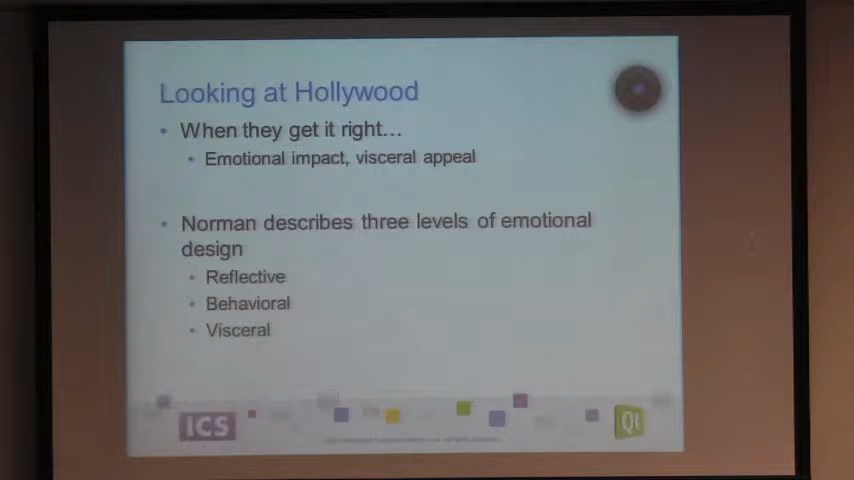 Looking at Hollywood
• When they get it right...
• Emotional impact, visceral appeal
• Norman describes three levels of emotional
design
• Reflective
• Behavioral
• Visceral
ICS
Qt